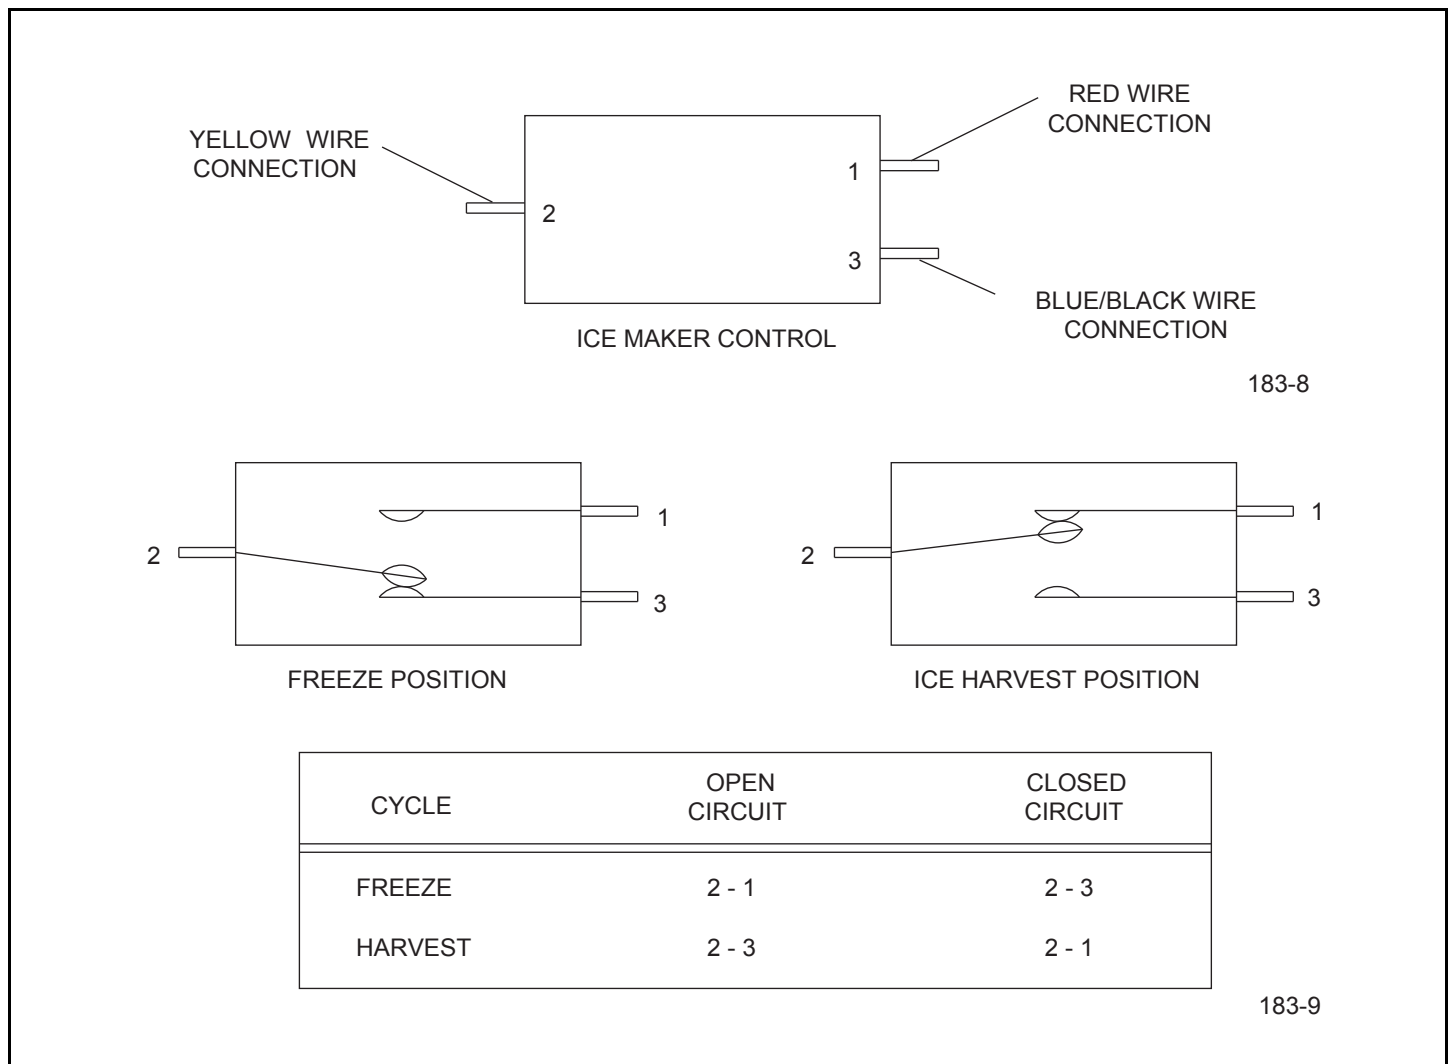 YELLOW WIRE
CONNECTION
RED WIRE
CONNECTION
2
1
3
BLUE/BLACK WIRE
CONNECTION
ICE MAKER CONTROL
183-8
2
1
3
FREEZE POSITION
2
1
3
ICE HARVEST POSITION
CYCLE OPEN CIRCUIT CLOSED CIRCUIT
FREEZE 2 - 1 2 - 3
HARVEST 2 - 3 2 - 1
183-9